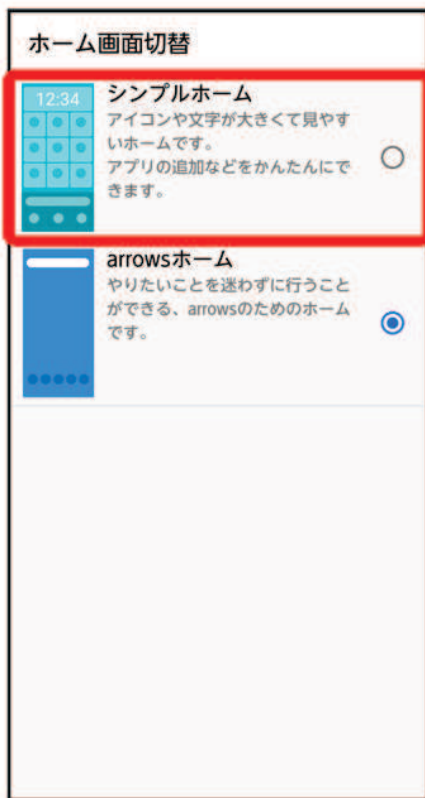 ホーム画面切替
12:34
シンプルホーム
アイコンや文字が大きくて見やす
いホームです。
アプリの追加などをかんたんにで
きます。
arrowsホーム
やりたいことを迷わずに行うこと
ができる、arrowsのためのホーム
です。